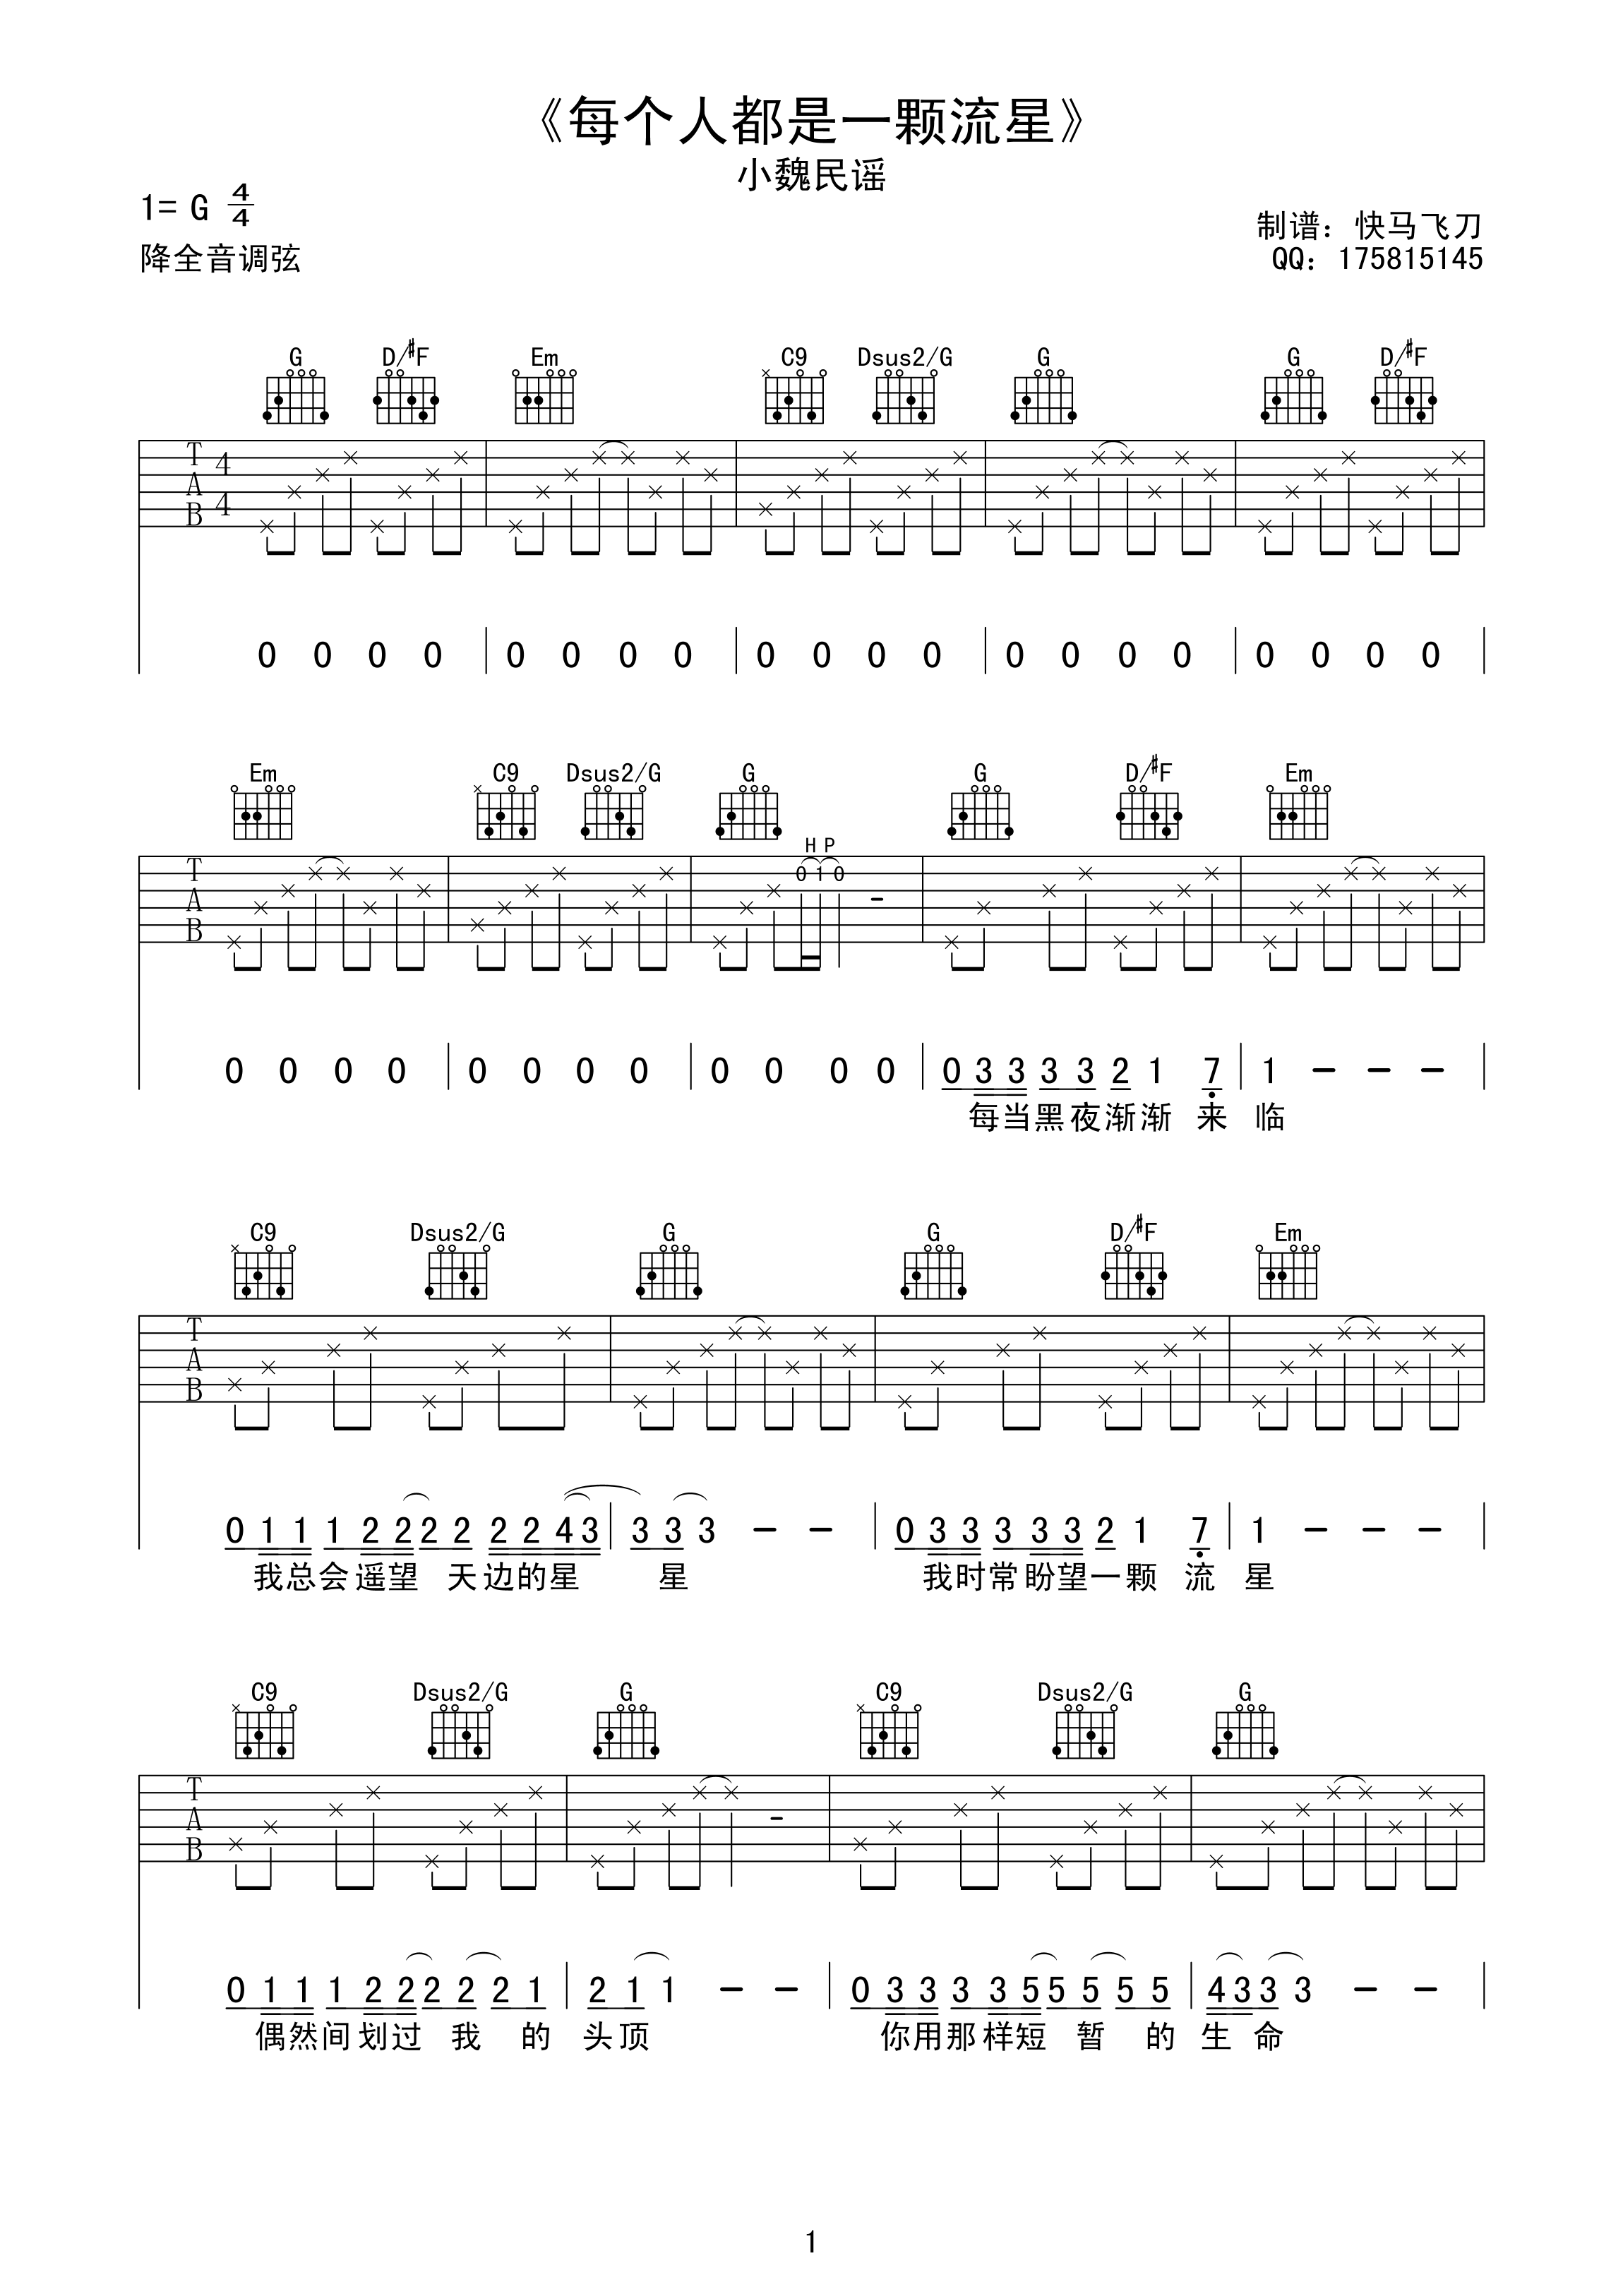 《每个人都是一颗流星》
小魏民谣
1= G 4/4
降全音调弦
制谱：快马飞刀
QQ：175815145
G D/#F Em C9 Dsus2/G G G D/#F
T A B 4 4
0 0 0 0 | 0 0 0 0 | 0 0 0 0 | 0 0 0 0 | 0 0 0 0 |
Em C9 Dsus2/G G G D/#F Em
H P
0 1 0
T A B
0 0 0 0 | 0 0 0 0 | 0 0 0 0 | 0 3 3 3 3 2 1 7 | 1 - - - |
每当黑夜渐渐 来 临
C9 Dsus2/G G G D/#F Em
T A B
0 1 1 1 2 2 2 2 2 2 4 3 | 3 3 3 - - | 0 3 3 3 3 3 2 1 7 | 1 - - - |
我总会遥望 天边的星 星 我时常盼望一颗 流 星
C9 Dsus2/G G C9 Dsus2/G G
T A B
0 1 1 1 2 2 2 2 2 1 | 2 1 1 - - | 0 3 3 3 3 5 5 5 5 5 | 4 3 3 3 - - |
偶然间划过 我 的 头顶 你用那样短 暂 的 生 命
1